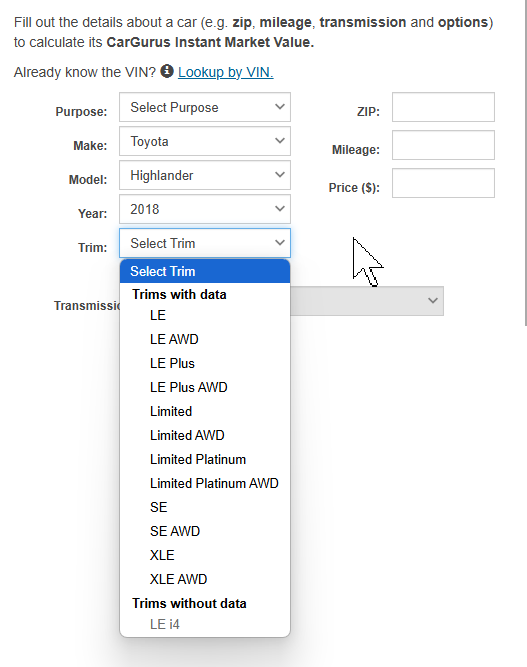 Fill out the details about a car (e.g. zip, mileage, transmission and options)
to calculate its CarGurus Instant Market Value.
Already know the VIN? Lookup by VIN.
Purpose: Select Purpose
ZIP:
Make: Toyota
Mileage:
Model: Highlander
Price ($):
Year: 2018
Trim: Select Trim
Select Trim
Trims with data
LE
LE AWD
LE Plus
LE Plus AWD
Limited
Limited AWD
Limited Platinum
Limited Platinum AWD
SE
SE AWD
XLE
XLE AWD
Trims without data
LE i4
Transmissi